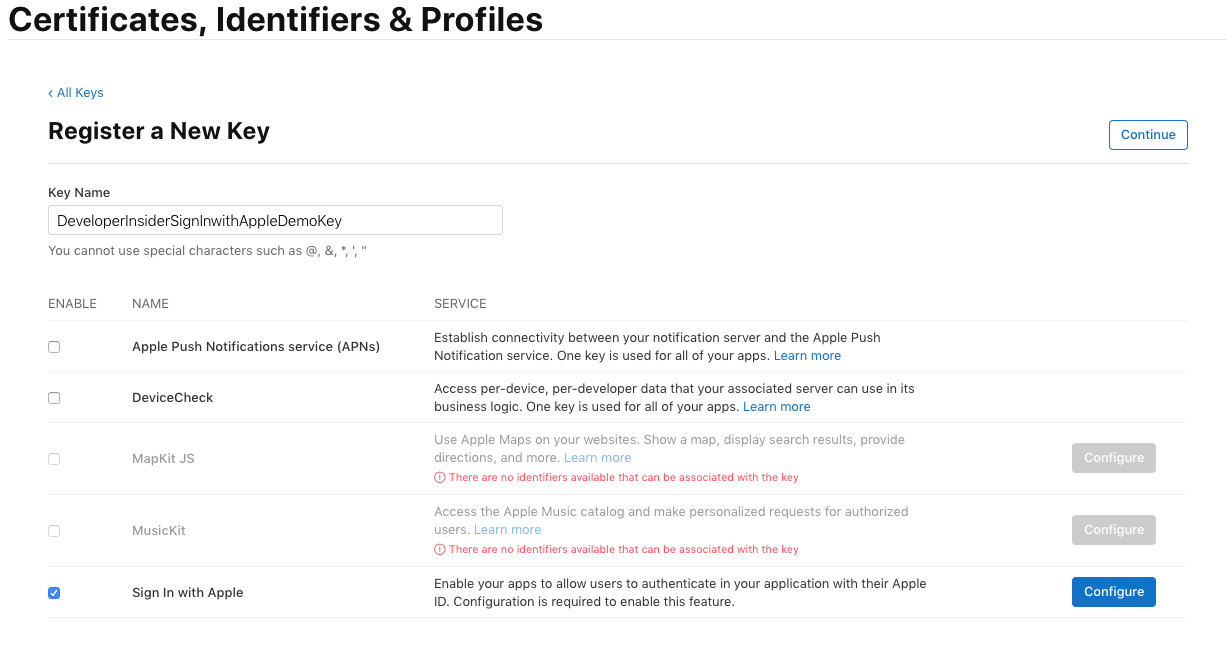 Certificates, Identifiers & Profiles
‹ All Keys
Register a New Key
Continue
Key Name
DeveloperInsiderSignInwithAppleDemoKey
You cannot use special characters such as @, &, *, ', "
ENABLE NAME SERVICE
Apple Push Notifications service (APNs)
Establish connectivity between your notification server and the Apple Push
Notification service. One key is used for all of your apps. Learn more
DeviceCheck
Access per-device, per-developer data that your associated server can use in its
business logic. One key is used for all of your apps. Learn more
MapKit JS
Use Apple Maps on your websites. Show a map, display search results, provide
directions, and more. Learn more
There are no identifiers available that can be associated with the key
Configure
MusicKit
Access the Apple Music catalog and make personalized requests for authorized
users. Learn more
There are no identifiers available that can be associated with the key
Configure
Sign In with Apple
Enable your apps to allow users to authenticate in your application with their Apple
ID. Configuration is required to enable this feature.
Configure